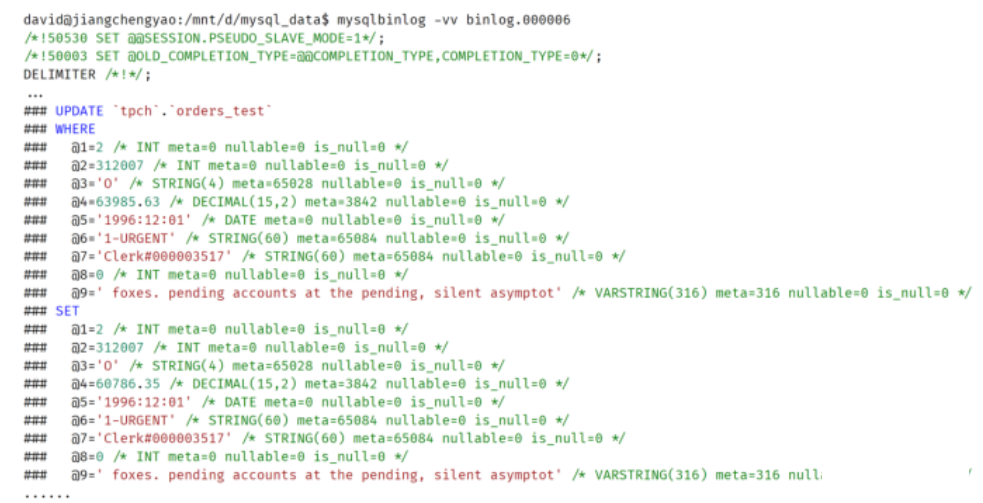 david@jiangchengyao:/mnt/d/mysql_data$ mysqlbinlog -vv binlog.000006
/*!50530 SET @@SESSION.PSEUDO_SLAVE_MODE=1*/;
/*!50003 SET @OLD_COMPLETION_TYPE=@@COMPLETION_TYPE,COMPLETION_TYPE=0*/;
DELIMITER /*!*/;
...
### UPDATE `tpch`.`orders_test`
### WHERE
###   @1=2 /* INT meta=0 nullable=0 is_null=0 */
###   @2=312007 /* INT meta=0 nullable=0 is_null=0 */
###   @3='O' /* STRING(4) meta=65028 nullable=0 is_null=0 */
###   @4=63985.63 /* DECIMAL(15,2) meta=3842 nullable=0 is_null=0 */
###   @5='1996:12:01' /* DATE meta=0 nullable=0 is_null=0 */
###   @6='1-URGENT' /* STRING(60) meta=65084 nullable=0 is_null=0 */
###   @7='Clerk#000003517' /* STRING(60) meta=65084 nullable=0 is_null=0 */
###   @8=0 /* INT meta=0 nullable=0 is_null=0 */
###   @9=' foxes. pending accounts at the pending, silent asymptot' /* VARSTRING(316) meta=316 nullable=0 is_null=0 */
### SET
###   @1=2 /* INT meta=0 nullable=0 is_null=0 */
###   @2=312007 /* INT meta=0 nullable=0 is_null=0 */
###   @3='O' /* STRING(4) meta=65028 nullable=0 is_null=0 */
###   @4=60786.35 /* DECIMAL(15,2) meta=3842 nullable=0 is_null=0 */
###   @5='1996:12:01' /* DATE meta=0 nullable=0 is_null=0 */
###   @6='1-URGENT' /* STRING(60) meta=65084 nullable=0 is_null=0 */
###   @7='Clerk#000003517' /* STRING(60) meta=65084 nullable=0 is_null=0 */
###   @8=0 /* INT meta=0 nullable=0 is_null=0 */
###   @9=' foxes. pending accounts at the pending, silent asymptot' /* VARSTRING(316) meta=316 null
......